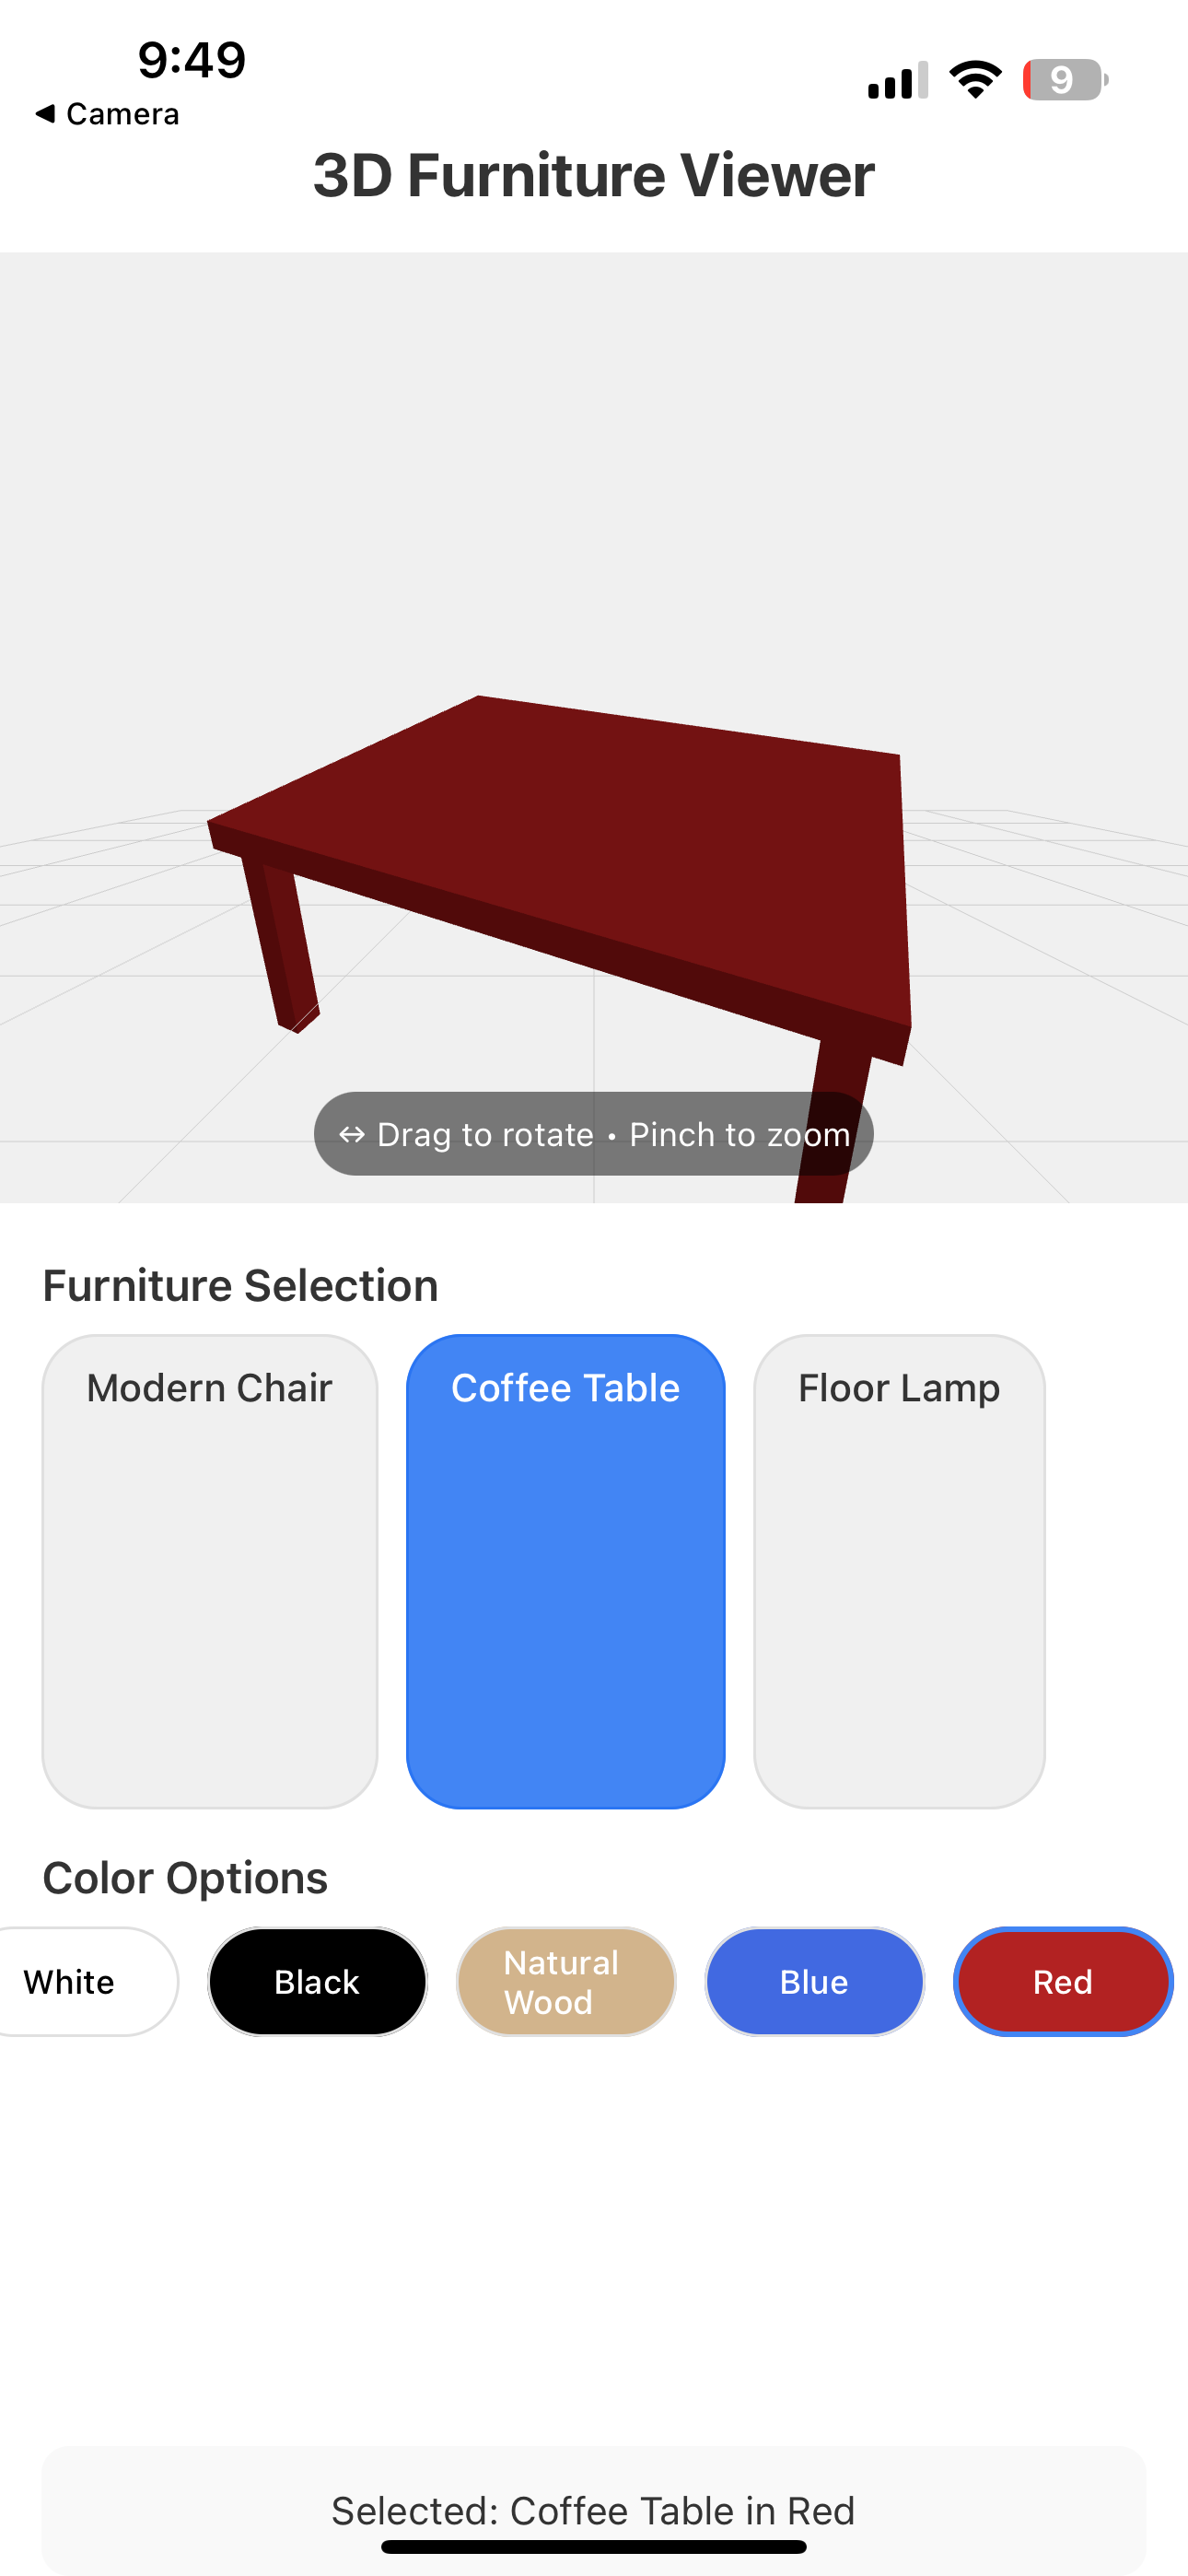 9:49
9
◀ Camera
3D Furniture Viewer
↔ Drag to rotate • Pinch to zoom
Furniture Selection
Modern Chair
Coffee Table
Floor Lamp
Color Options
White
Black
Natural
Wood
Blue
Red
Selected: Coffee Table in Red